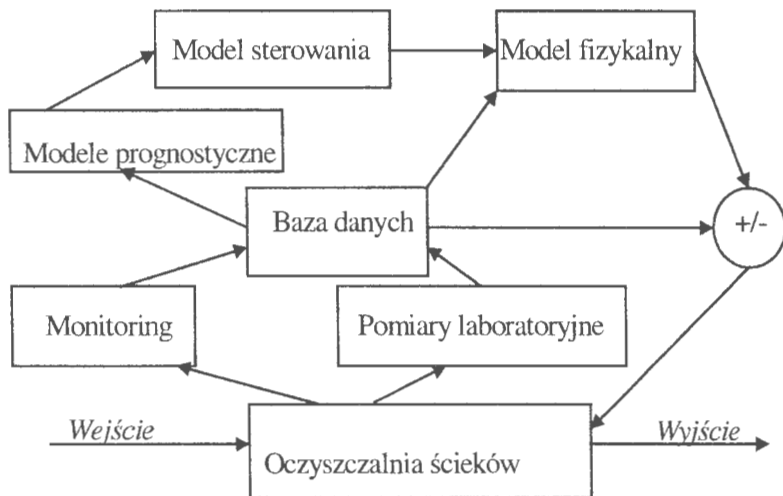 Model sterowania
Model fizykalny
Modele prognostyczne
Baza danych
+/-
Monitoring
Pomiary laboratoryjne
Wejście
Wyjście
Oczyszczalnia ścieków